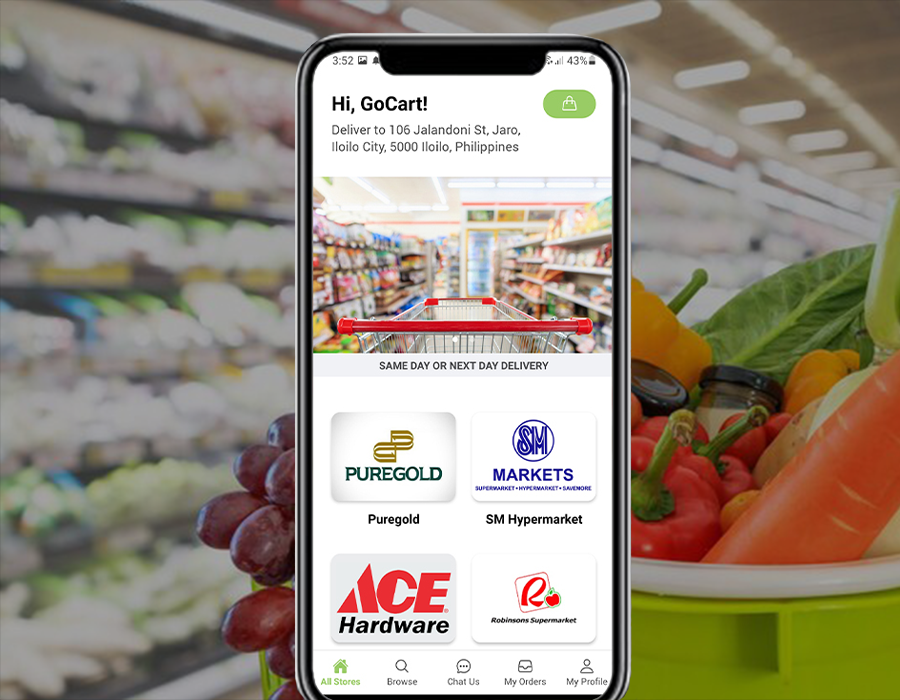 3:52 43%
Hi, GoCart!
Deliver to 106 Jalandoni St, Jaro,
Iloilo City, 5000 Iloilo, Philippines
SAME DAY OR NEXT DAY DELIVERY
PUREGOLD
SM
MARKETS
SUPERMARKET • HYPERMARKET • SAVEMORE
Puregold
SM Hypermarket
ACE
Hardware
R
Robinsons Supermarket
All Stores Browse Chat Us My Orders My Profile